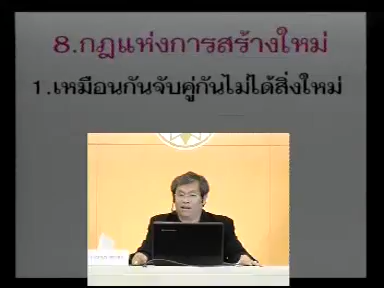 8.กฎแห่งการสร้างใหม่
1.เหมือนกันจับคู่กันไม่ได้สิ่งใหม่